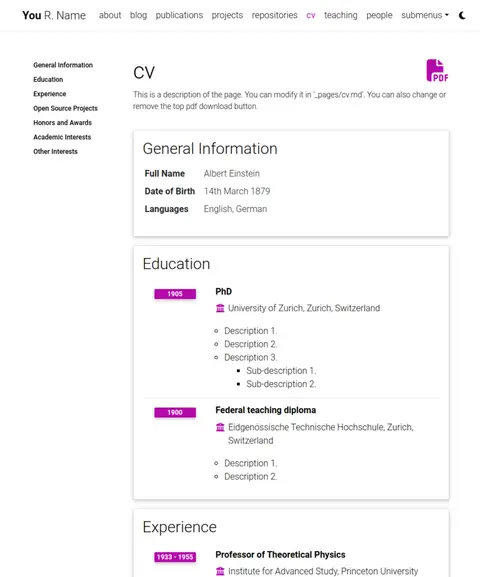 You R. Name about blog publications projects repositories cv teaching people submenus
General Information
Education
Experience
Open Source Projects
Honors and Awards
Academic Interests
Other Interests
CV
PDF
This is a description of the page. You can modify it in '_pages/cv.md'. You can also change or
remove the top pdf download button.
General Information
Full Name Albert Einstein
Date of Birth 14th March 1879
Languages English, German
Education
1905 PhD
University of Zurich, Zurich, Switzerland
Description 1.
Description 2.
Description 3.
Sub-description 1.
Sub-description 2.
1900 Federal teaching diploma
Eidgenössische Technische Hochschule, Zurich,
Switzerland
Description 1.
Description 2.
Experience
1933 - 1955 Professor of Theoretical Physics
Institute for Advanced Study, Princeton University